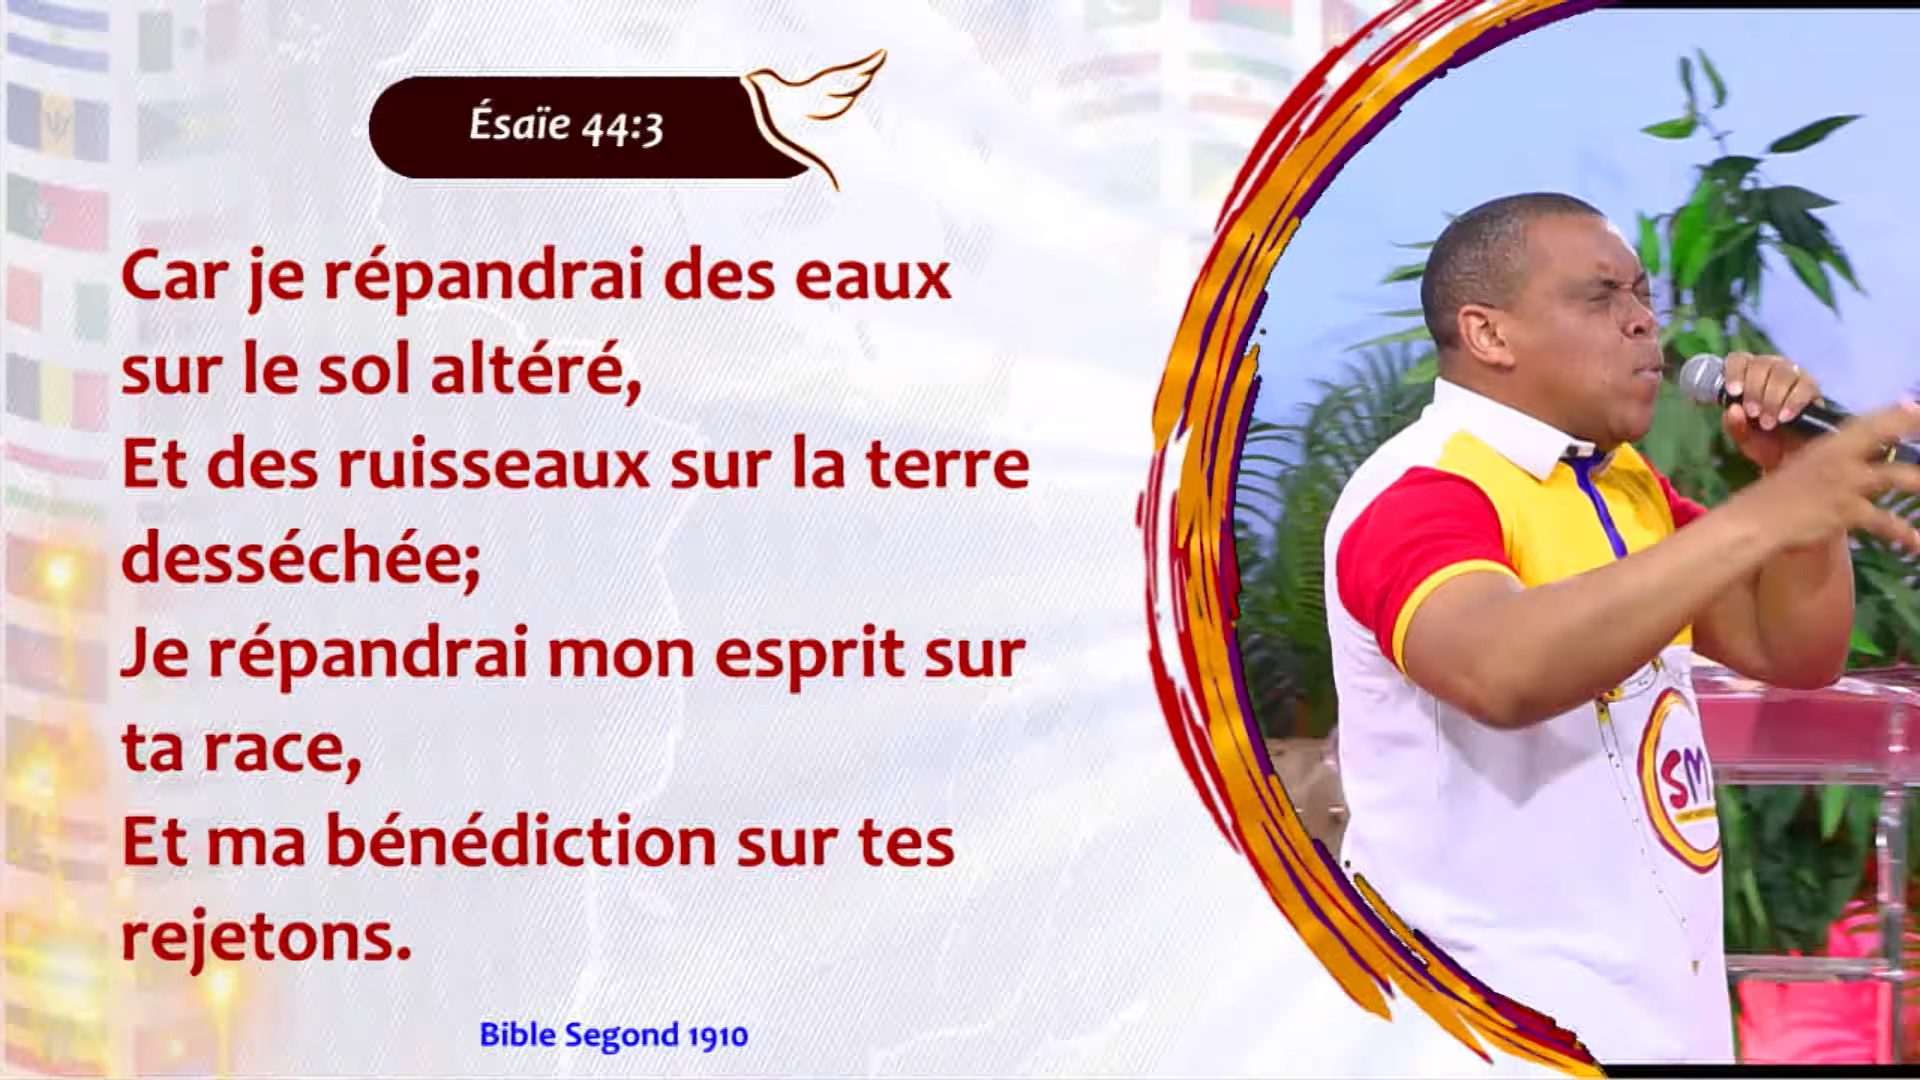 Ésaïe 44:3
Car je répandrai des eaux
sur le sol altéré,
Et des ruisseaux sur la terre
desséchée;
Je répandrai mon esprit sur
ta race,
Et ma bénédiction sur tes
rejetons.
Bible Segond 1910
SM